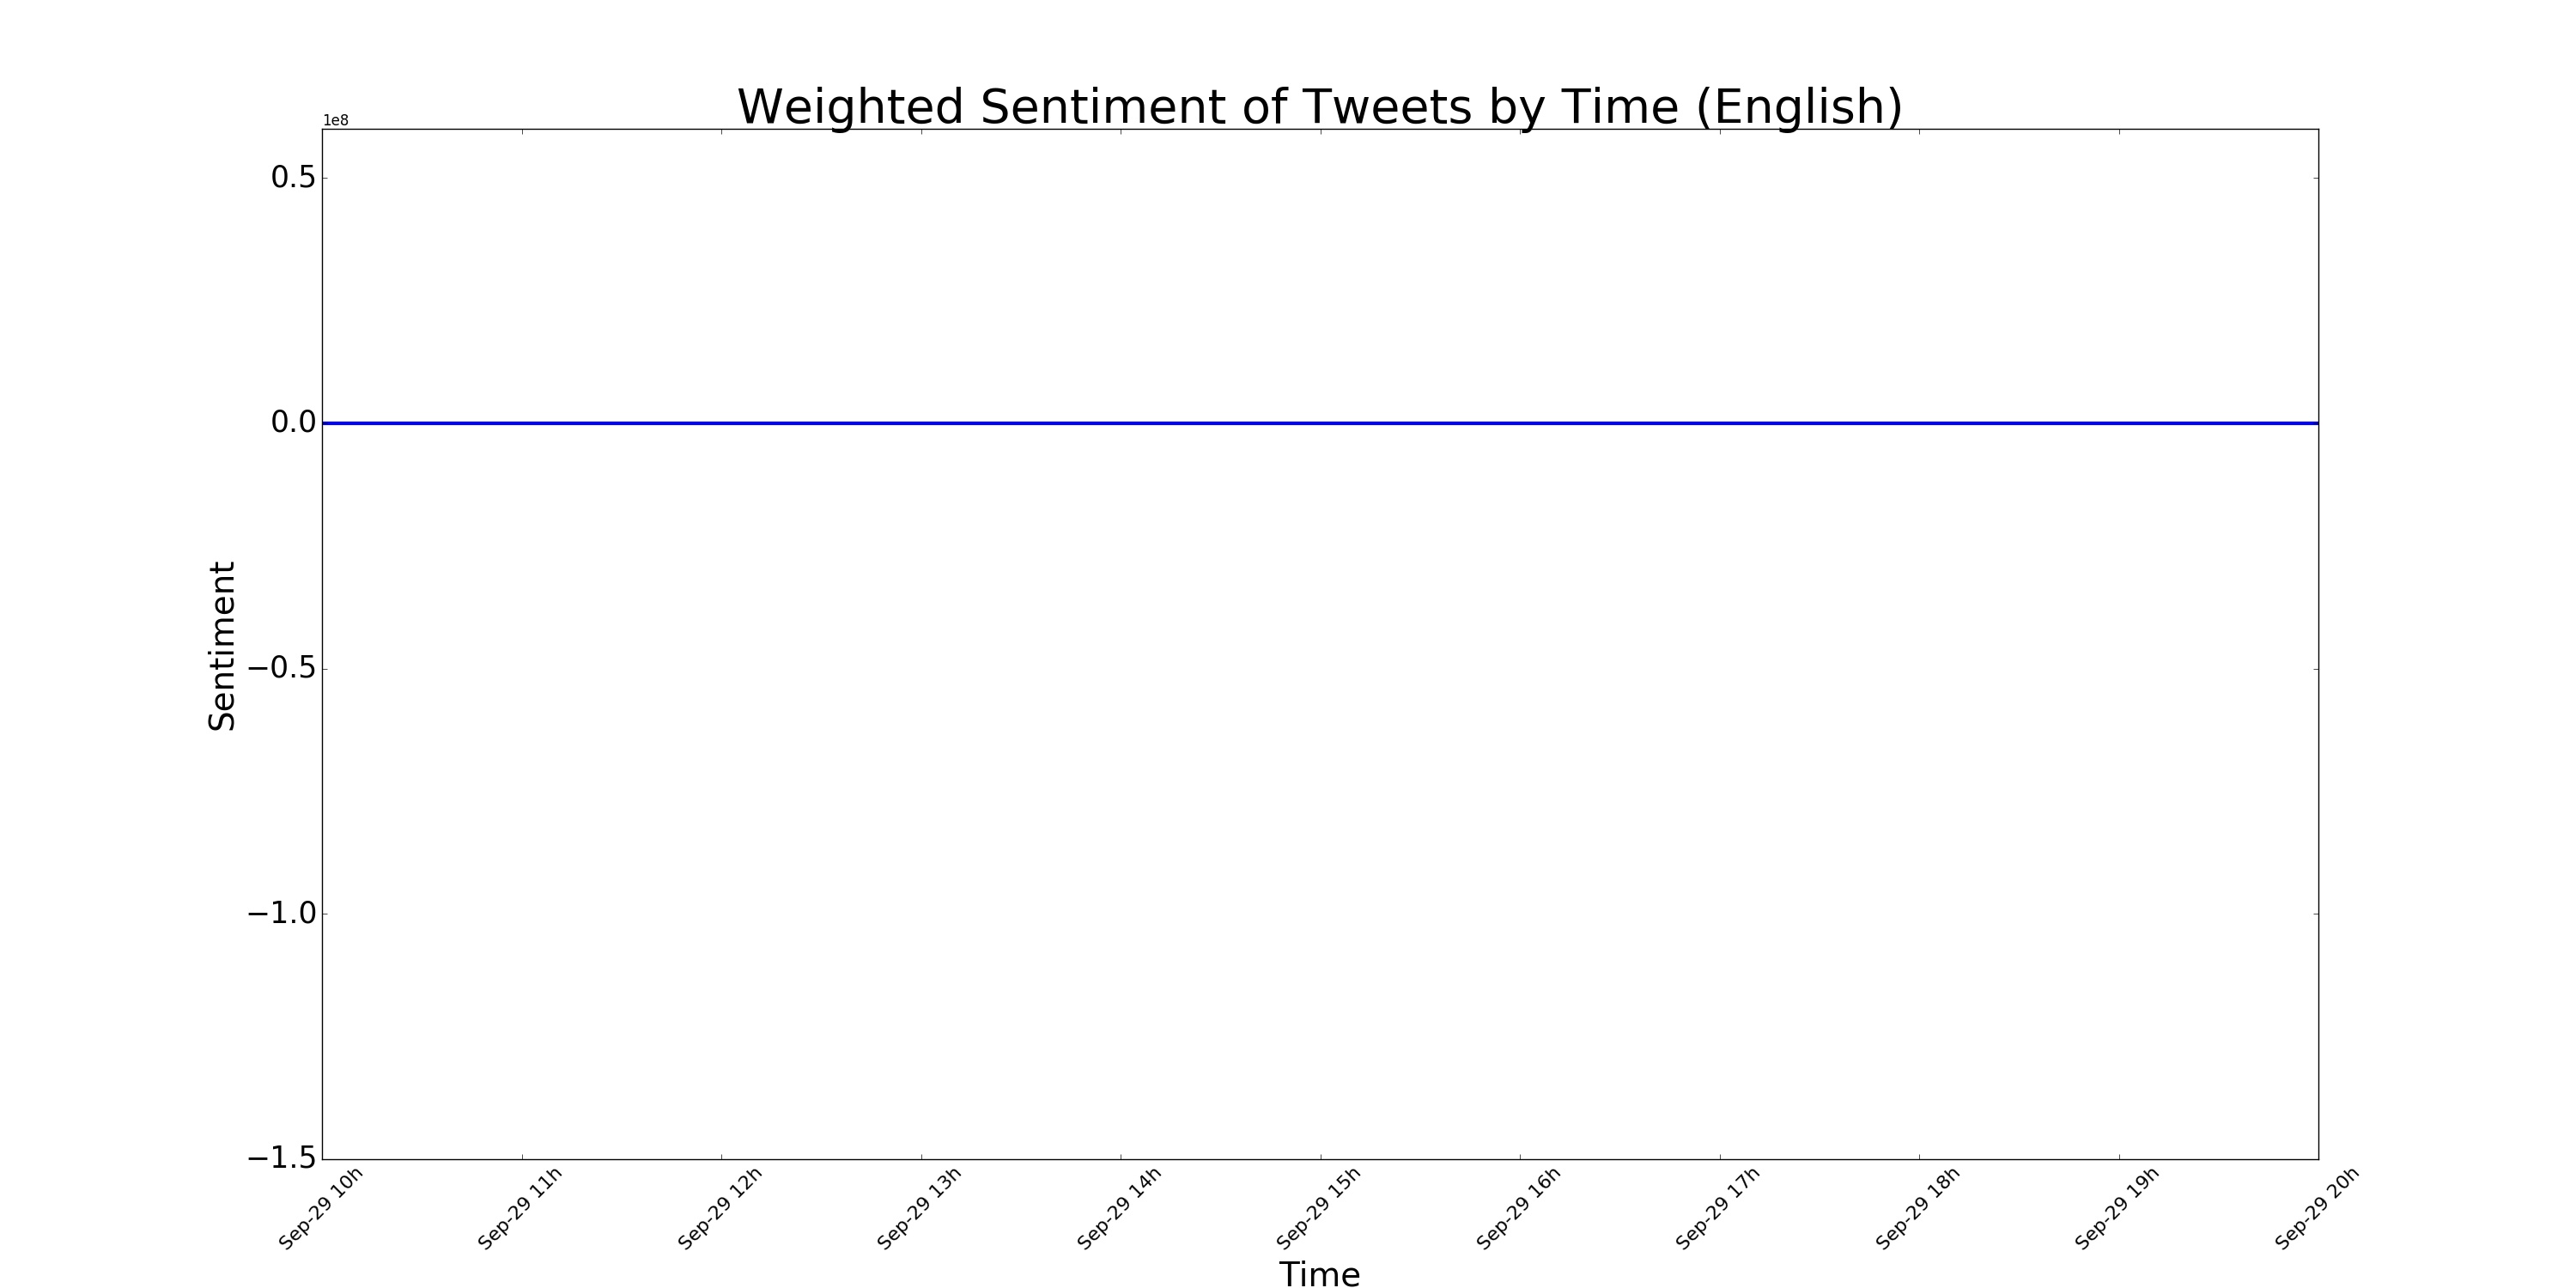 Weighted Sentiment of Tweets by Time (English)
1e8
0.5
0.0
−0.5
−1.0
−1.5
Sentiment
Sep-29 10h
Sep-29 11h
Sep-29 12h
Sep-29 13h
Sep-29 14h
Sep-29 15h
Sep-29 16h
Sep-29 17h
Sep-29 18h
Sep-29 19h
Sep-29 20h
Time